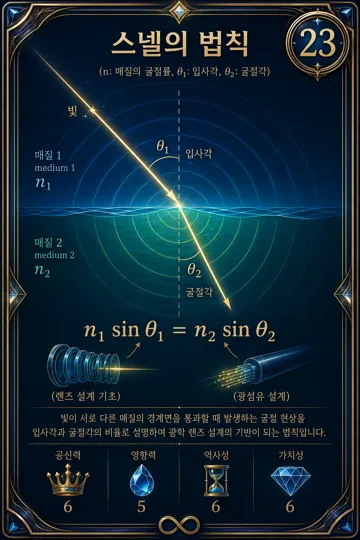 스넬의 법칙
23
(n: 매질의 굴절률, θ₁: 입사각, θ₂: 굴절각)
빛
θ₁
입사각
매질 1
medium 1
n₁
매질 2
medium 2
n₂
θ₂
굴절각
n₁ sin θ₁ = n₂ sin θ₂
(렌즈 설계 기초)
(광섬유 설계)
빛이 서로 다른 매질의 경계면을 통과할 때 발생하는 굴절 현상을
입사각과 굴절각의 비율로 설명하여 광학 렌즈 설계의 기반이 되는 법칙입니다.
공신력 영향력 역사성 가치성
6 5 6 6